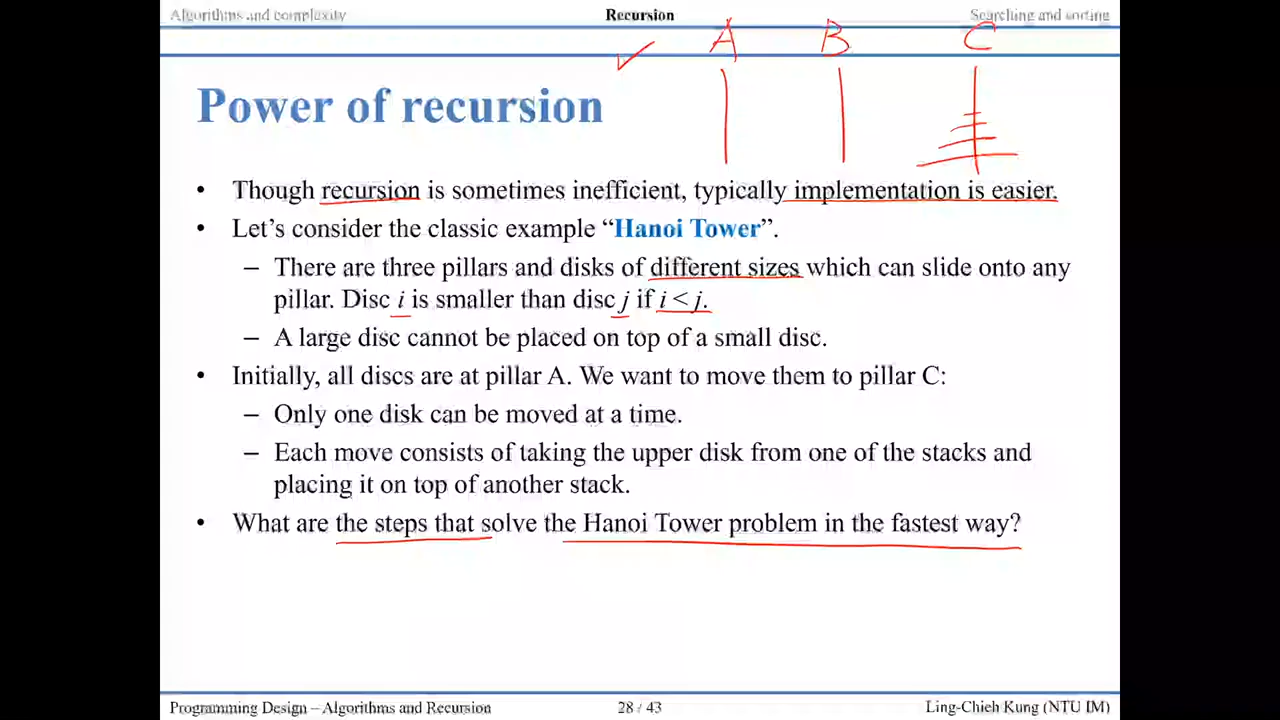 Algorithms and complexity Recursion Searching and sorting
A B C
Power of recursion
• Though recursion is sometimes inefficient, typically implementation is easier.
• Let's consider the classic example “Hanoi Tower”.
– There are three pillars and disks of different sizes which can slide onto any
pillar. Disc i is smaller than disc j if i < j.
– A large disc cannot be placed on top of a small disc.
• Initially, all discs are at pillar A. We want to move them to pillar C:
– Only one disk can be moved at a time.
– Each move consists of taking the upper disk from one of the stacks and
placing it on top of another stack.
• What are the steps that solve the Hanoi Tower problem in the fastest way?
Programming Design – Algorithms and Recursion 28 / 43 Ling-Chieh Kung (NTU IM)